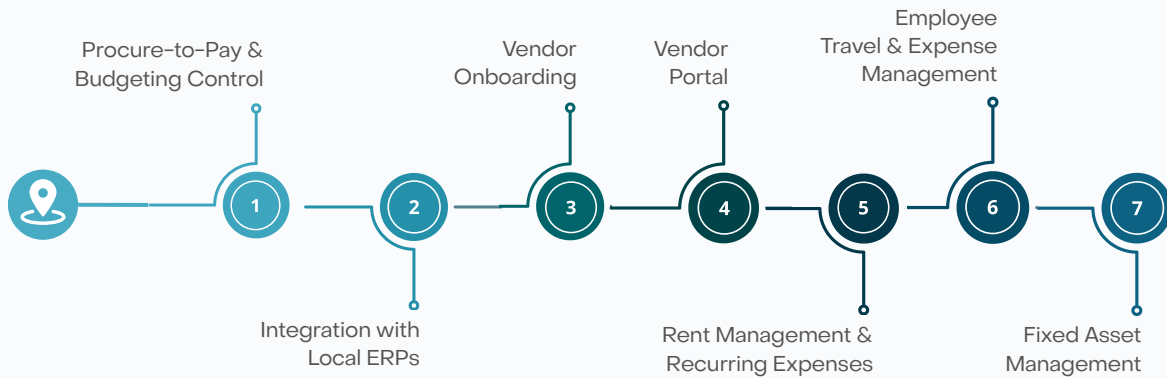 Procure-to-Pay &
Budgeting Control
1
Integration with
Local ERPs
2
Vendor
Onboarding
3
Vendor
Portal
4
Rent Management &
Recurring Expenses
5
Employee
Travel & Expense
Management
6
Fixed Asset
Management
7